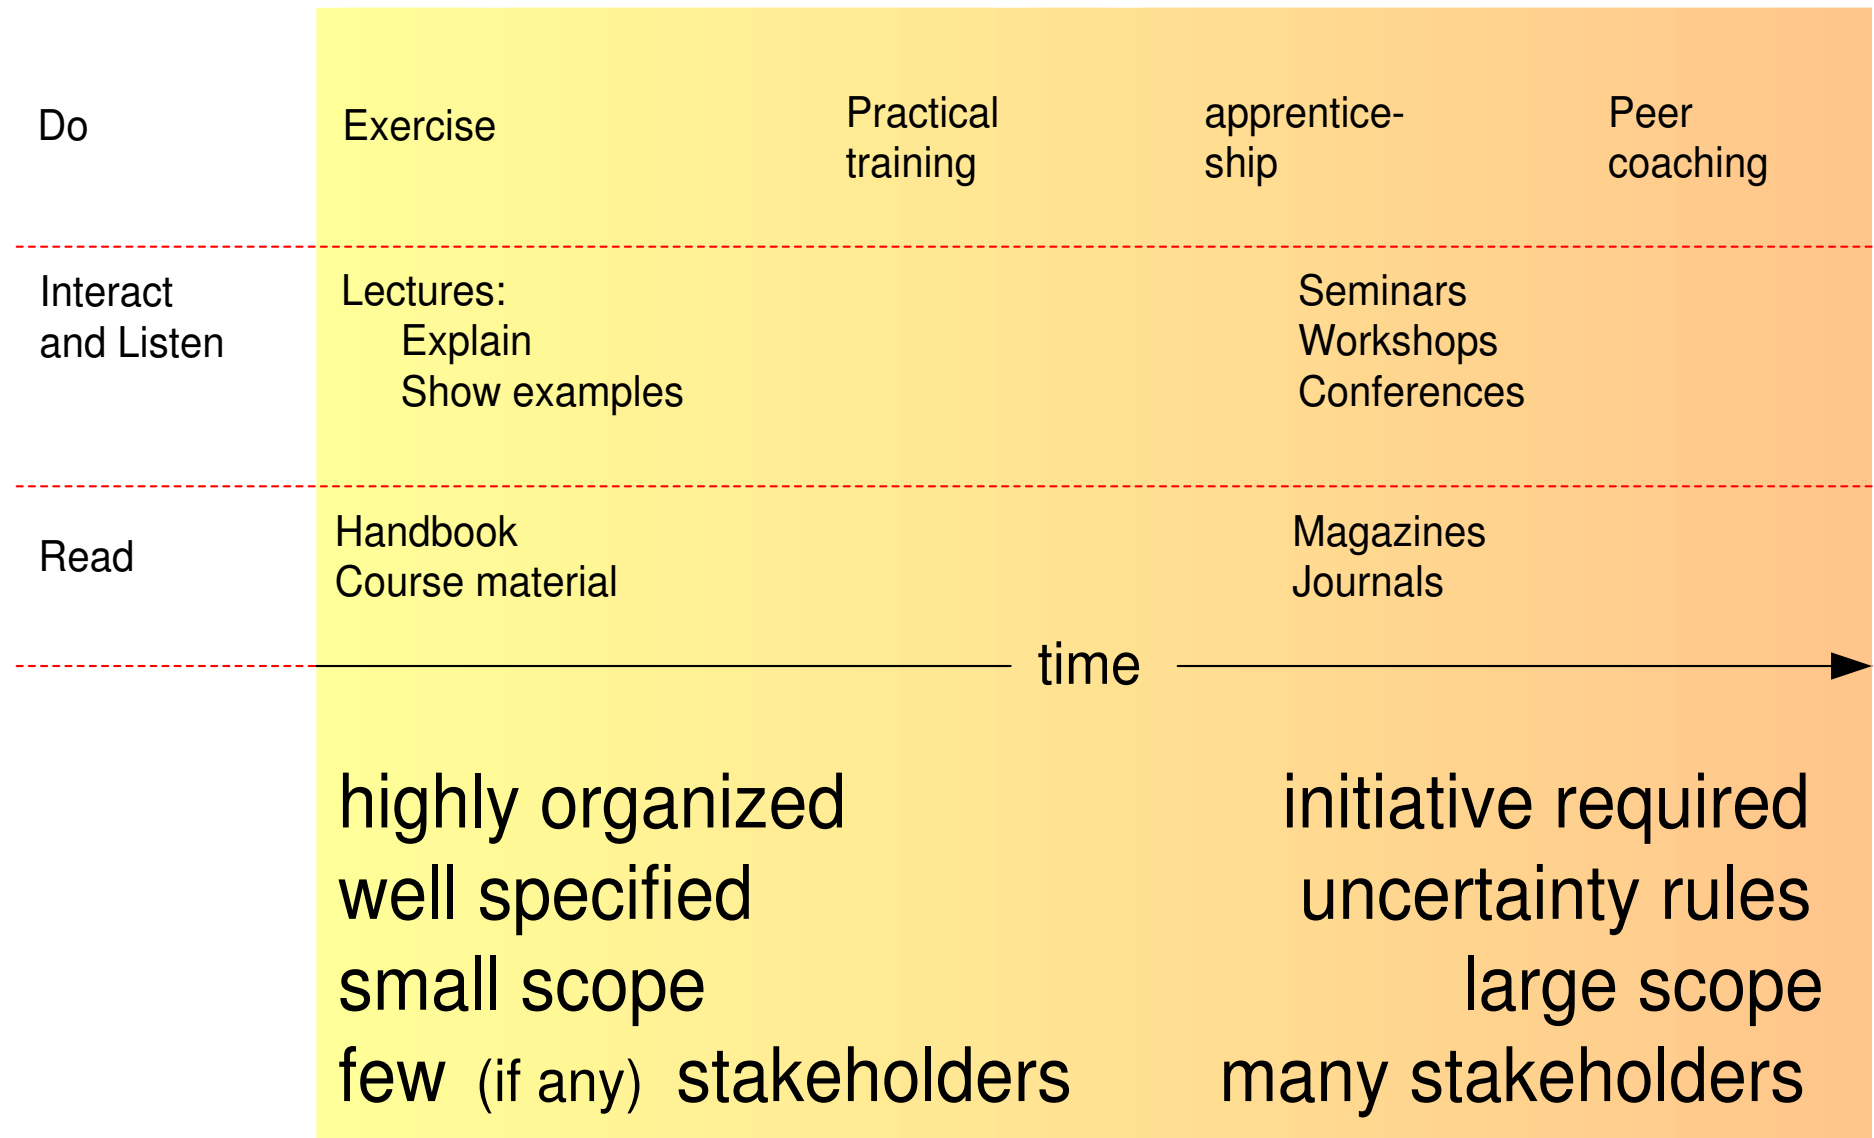 Do
Exercise
Practical
training
apprentice-
ship
Peer
coaching
Interact
and Listen
Lectures:
Explain
Show examples
Seminars
Workshops
Conferences
Read
Handbook
Course material
Magazines
Journals
time
highly organized
well specified
small scope
few (if any) stakeholders
initiative required
uncertainty rules
large scope
many stakeholders